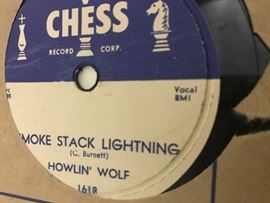 CHESS
RECORD CORP.
Vocal
BMI
MOKE STACK LIGHTNING
(C. Burnett)
HOWLIN' WOLF
1618